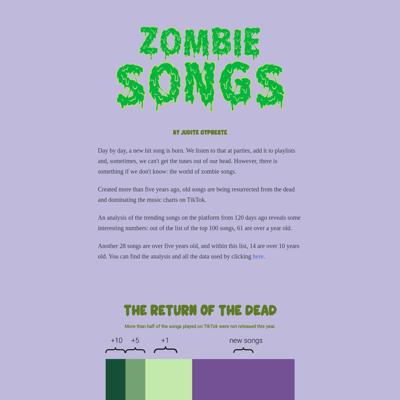 ZOMBIE
SONGS
BY JUDITE CYPRESTE
Day by day, a new hit song is born. We listen to that at parties, add it to playlists
and, sometimes, we can't get the tunes out of our head. However, there is
something if we don't know: the world of zombie songs.
Created more than five years ago, old songs are being resurrected from the dead
and dominating the music charts on TikTok.
An analysis of the trending songs on the platform from 120 days ago reveals some
interesting numbers: out of the list of the top 100 songs, 61 are over a year old.
Another 28 songs are over five years old, and within this list, 14 are over 10 years
old. You can find the analysis and all the data used by clicking here.
THE RETURN OF THE DEAD
More than half of the songs played on TikTok were not released this year.
+10 +5 +1 new songs